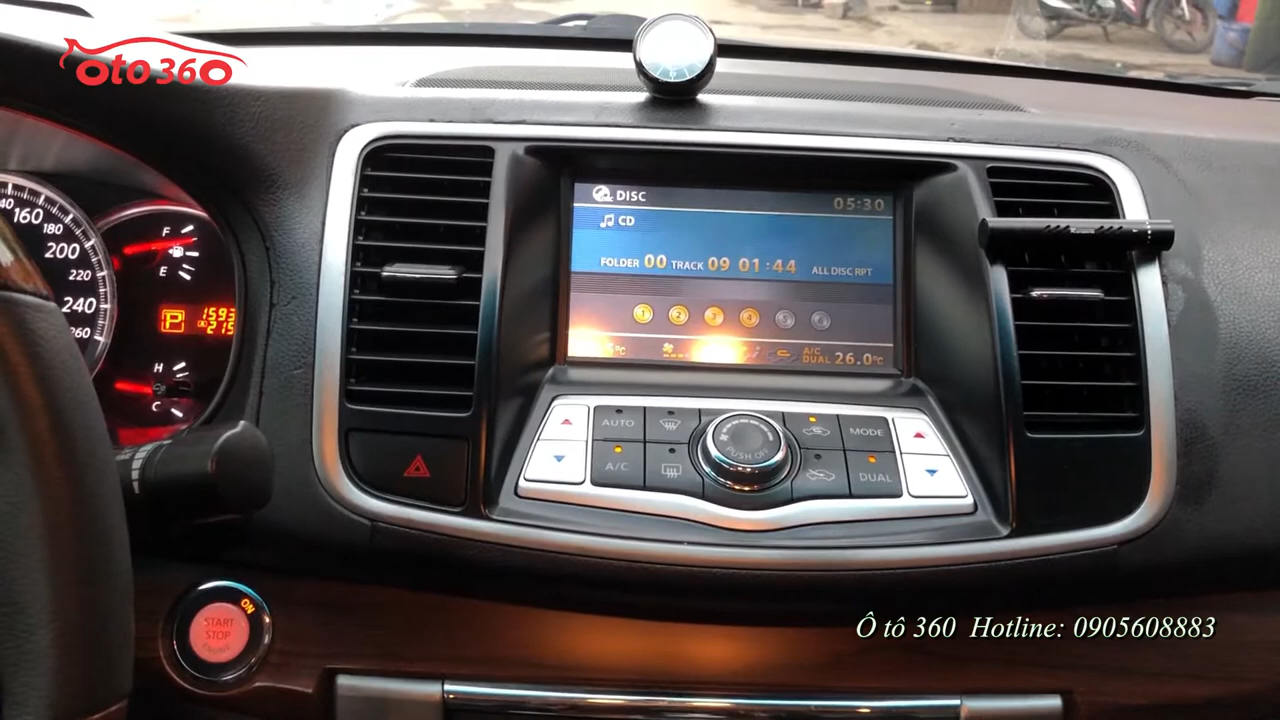 oto 360
DISC
05:30
CD
FOLDER 00 TRACK 09 01:44 ALL DISC RPT
1 2 3 4 5 6
A/C
DUAL 26.0°C
160
180
200
220
240
260
F
E
P
H
C
AUTO
MODE
A/C
DUAL
PUSH OFF
ON
START
STOP
ENGINE
Ô tô 360 Hotline: 0905608883